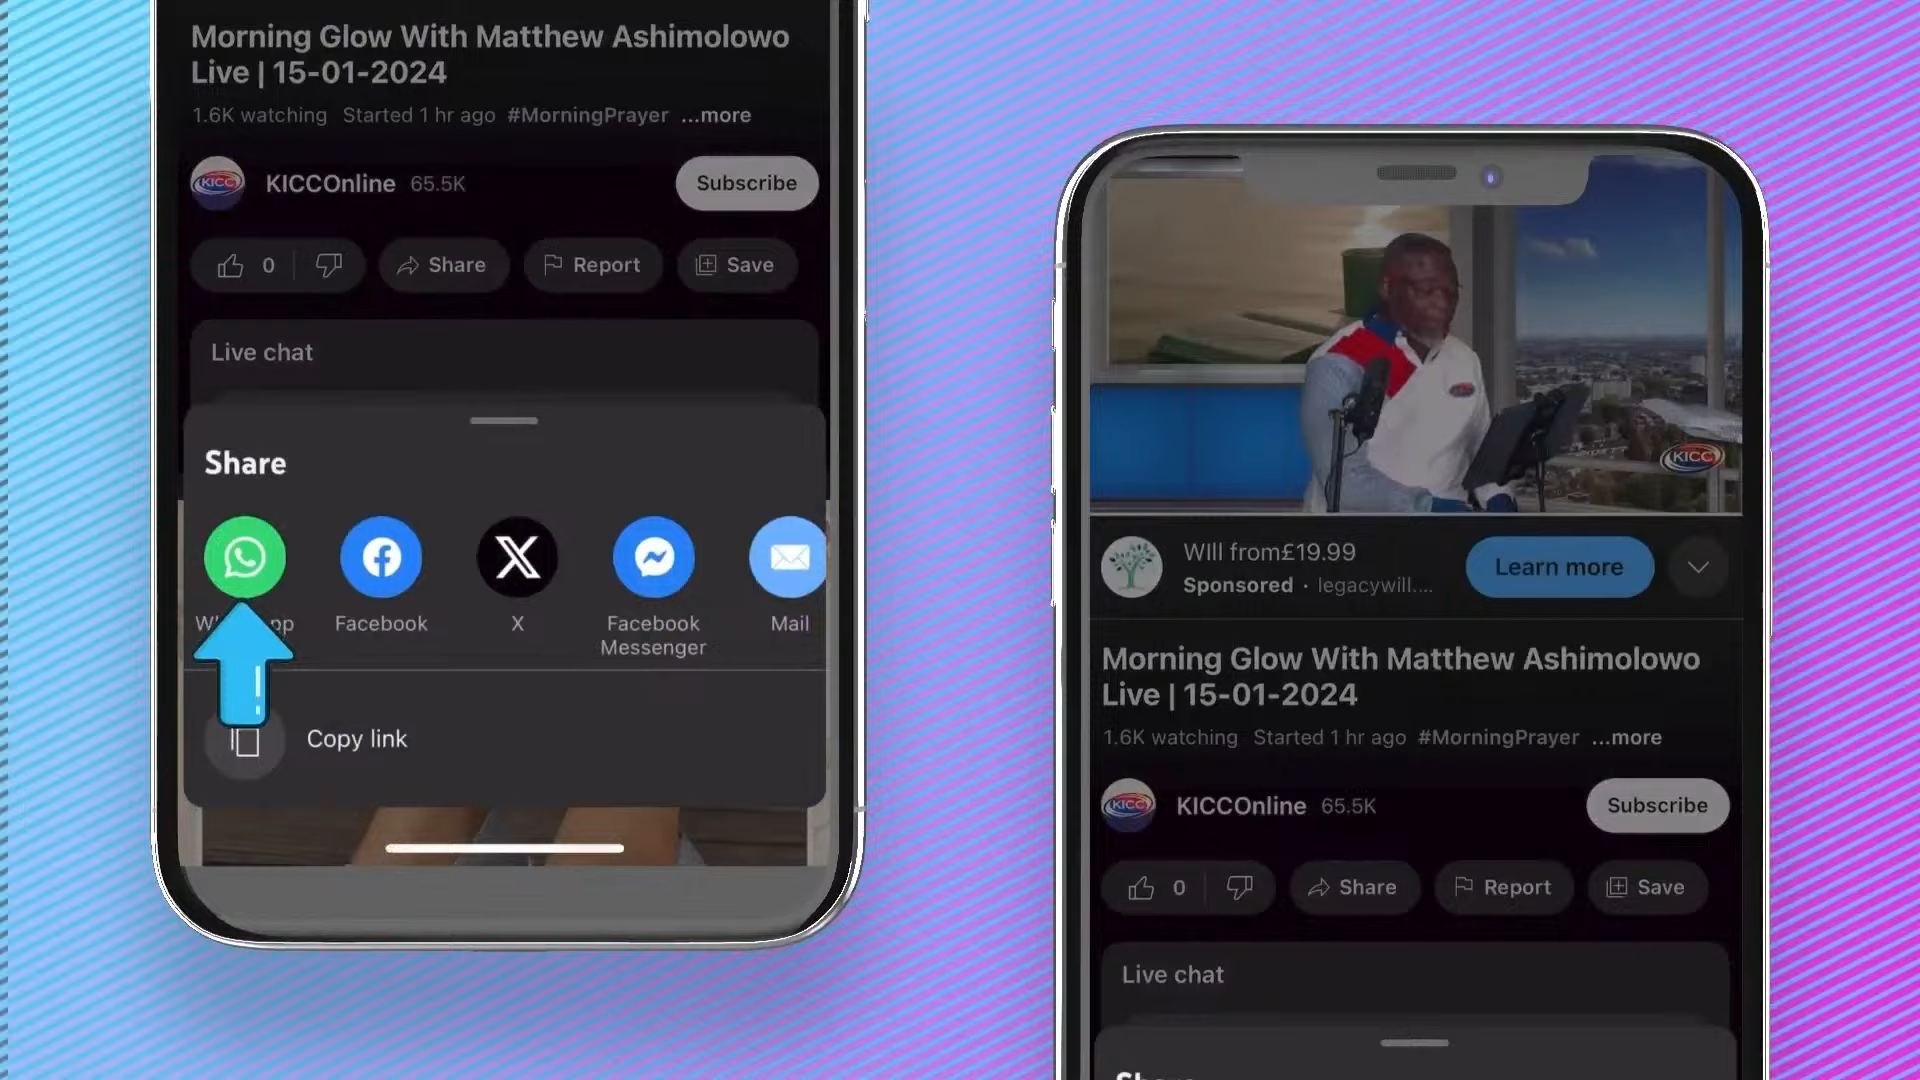 Morning Glow With Matthew Ashimolowo
Live | 15-01-2024
1.6K watching Started 1 hr ago #MorningPrayer ...more
KICC
KICCOnline 65.5K
Subscribe
0
Share
Report
Save
Live chat
Share
Facebook
X
Facebook
Messenger
Mail
Copy link
KICC
Will from£19.99
Sponsored · legacywill....
Learn more
Morning Glow With Matthew Ashimolowo
Live | 15-01-2024
1.6K watching Started 1 hr ago #MorningPrayer ...more
KICC
KICCOnline 65.5K
Subscribe
0
Share
Report
Save
Live chat